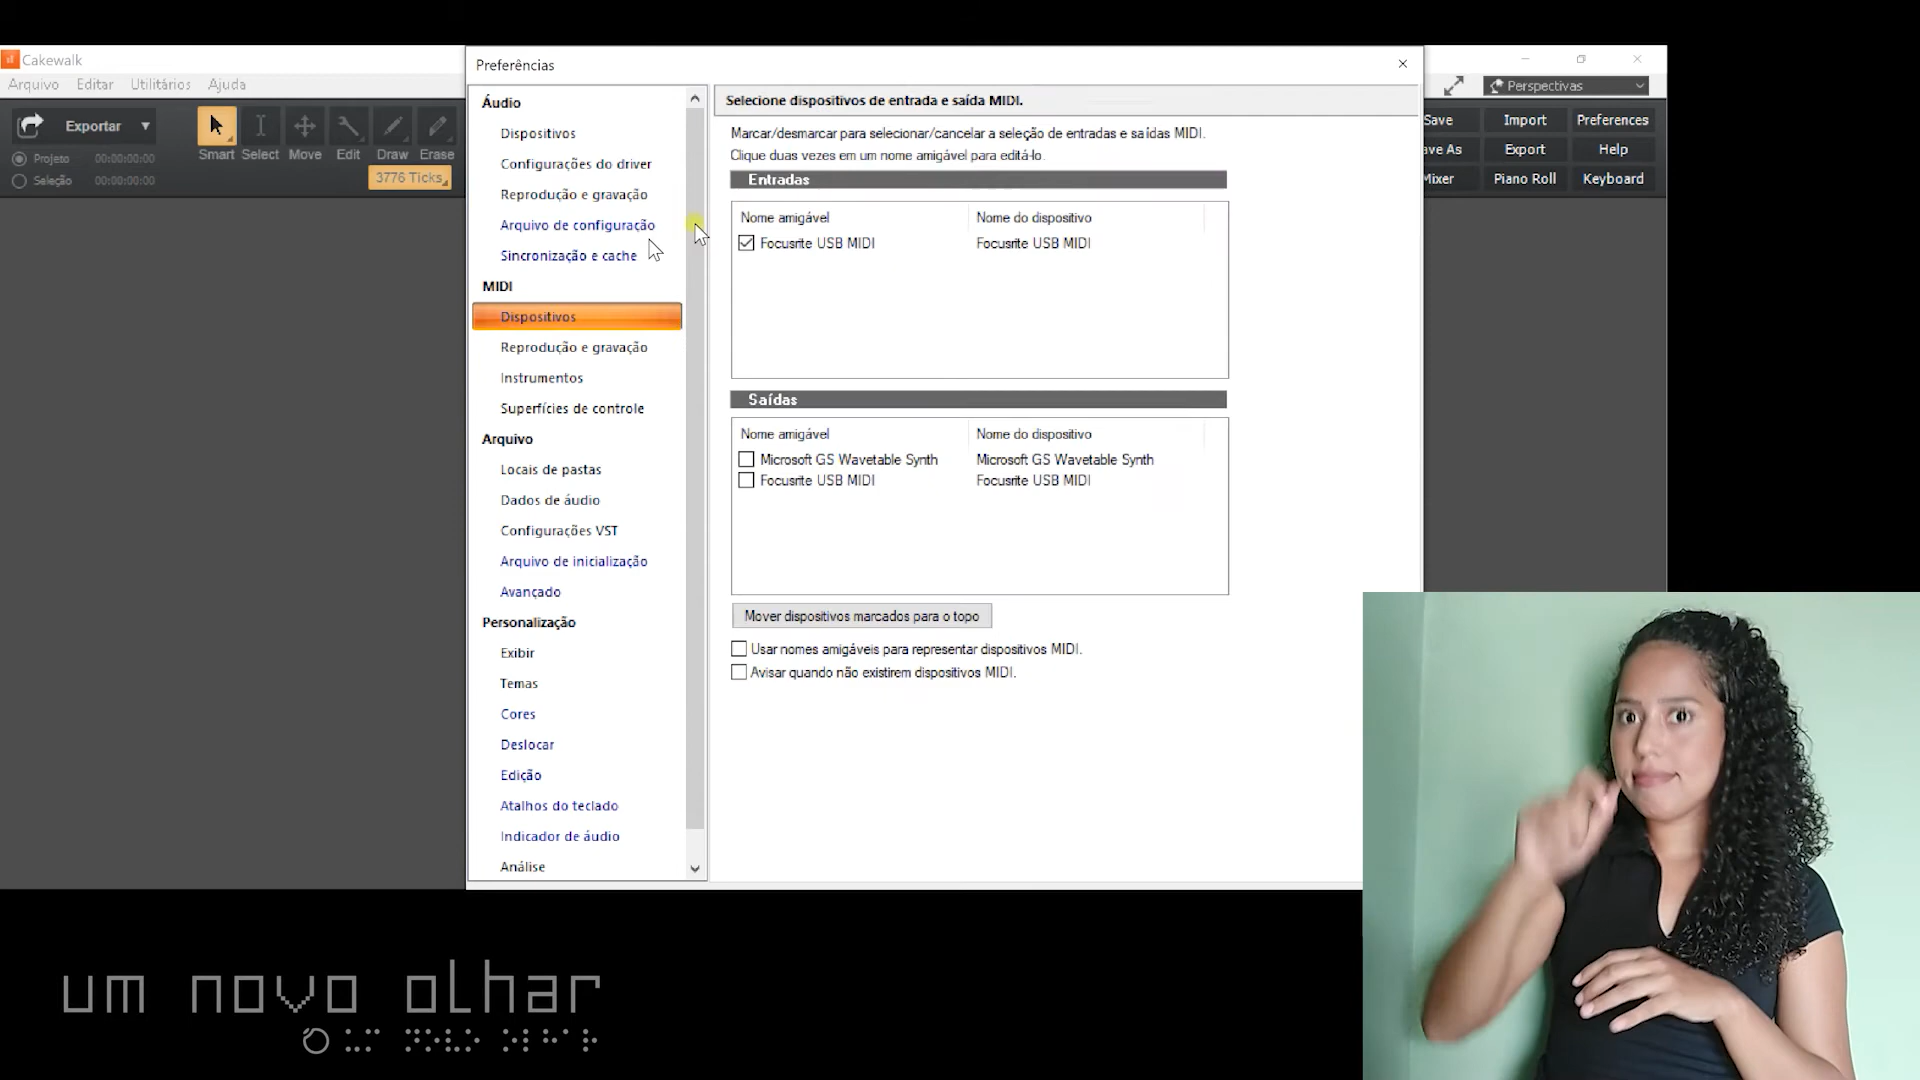 Cakewalk
Arquivo Editar Utilitários Ajuda
Exportar
Projeto 00:00:00:00
Seleção 00:00:00:00
Smart Select Move Edit Draw Erase
3776 Ticks
Preferências
Áudio
Dispositivos
Configurações do driver
Reprodução e gravação
Arquivo de configuração
Sincronização e cache
MIDI
Dispositivos
Reprodução e gravação
Instrumentos
Superfícies de controle
Arquivo
Locais de pastas
Dados de áudio
Configurações VST
Arquivo de inicialização
Avançado
Personalização
Exibir
Temas
Cores
Deslocar
Edição
Atalhos do teclado
Indicador de áudio
Análise
Selecione dispositivos de entrada e saída MIDI.
Marcar/desmarcar para selecionar/cancelar a seleção de entradas e saídas MIDI.
Clique duas vezes em um nome amigável para editá-lo.
Entradas
Nome amigável Nome do dispositivo
Focusrite USB MIDI Focusrite USB MIDI
Saídas
Nome amigável Nome do dispositivo
Microsoft GS Wavetable Synth Microsoft GS Wavetable Synth
Focusrite USB MIDI Focusrite USB MIDI
Mover dispositivos marcados para o topo
Usar nomes amigáveis para representar dispositivos MIDI.
Avisar quando não existirem dispositivos MIDI.
Perspectivas
Save Import Preferences
ve As Export Help
Mixer Piano Roll Keyboard
um novo olhar